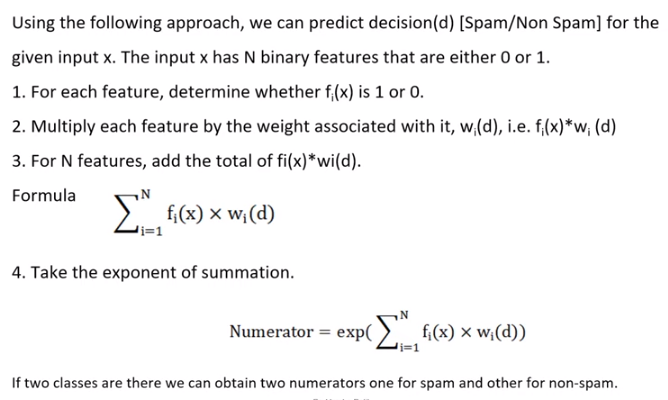 Using the following approach, we can predict decision(d) [Spam/Non Spam] for the
given input x. The input x has N binary features that are either 0 or 1.
1. For each feature, determine whether fᵢ(x) is 1 or 0.
2. Multiply each feature by the weight associated with it, wᵢ(d), i.e. fᵢ(x)*wᵢ (d)
3. For N features, add the total of fi(x)*wi(d).
Formula ∑ᵢ₌₁ᴺ fᵢ(x) × wᵢ(d)
4. Take the exponent of summation.
Numerator = exp(∑ᵢ₌₁ᴺ fᵢ(x) × wᵢ(d))
If two classes are there we can obtain two numerators one for spam and other for non-spam.